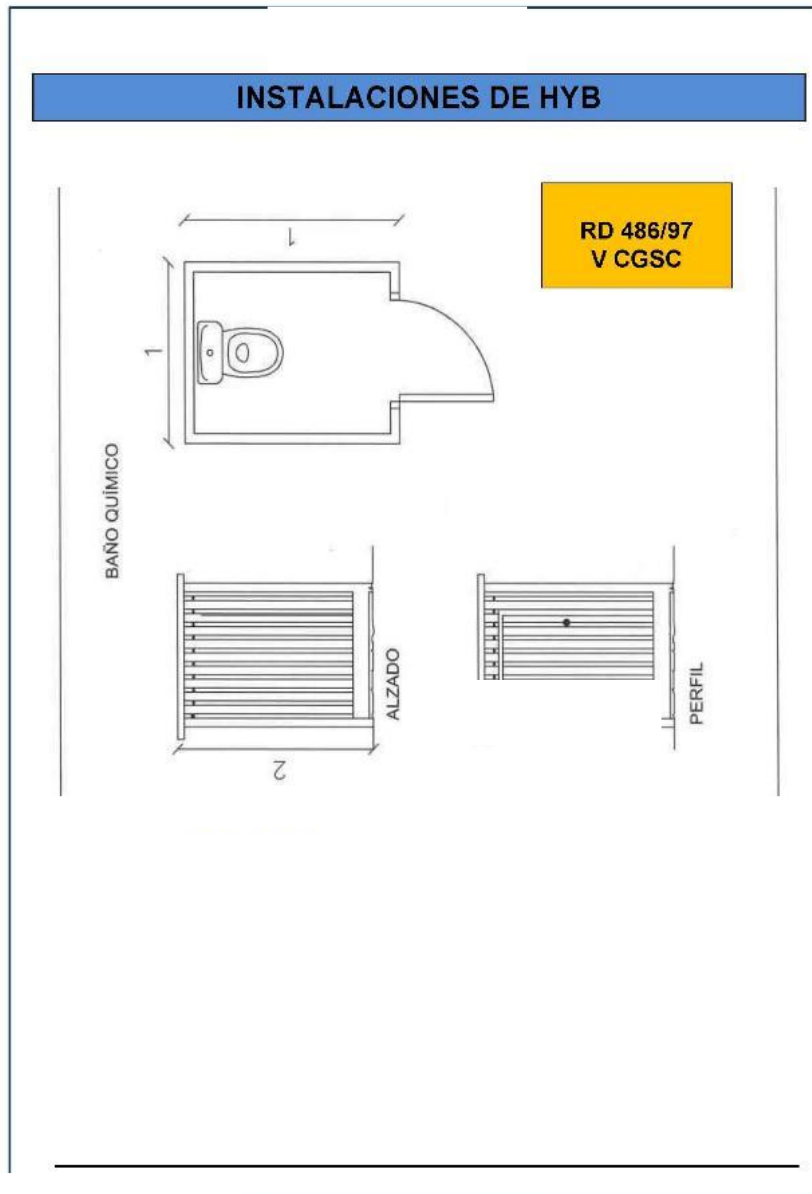 INSTALACIONES DE HYB
RD 486/97
V CGSC
1
1
BAÑO QUÍMICO
2
ALZADO
PERFIL